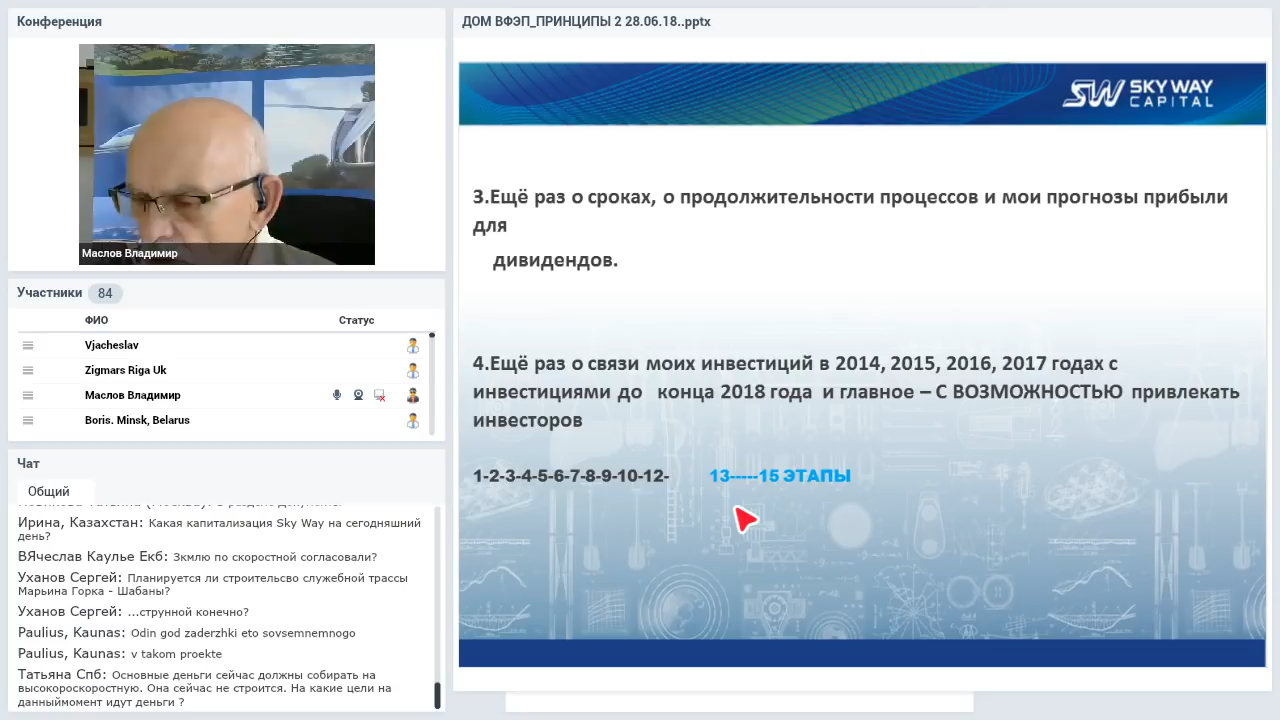 Конференция
Маслов Владимир
Участники 84
ФИО Статус
Vjacheslav
Zigmars Riga Uk
Маслов Владимир
Boris. Minsk, Belarus
Чат
Общий
Ирина, Казахстан: Какая капитализация Sky Way на сегодняшний
день?
ВЯчеслав Каулье Екб: Зкмлю по скоростной согласовали?
Уханов Сергей: Планируется ли строительсво служебной трассы
Марьина Горка - Шабаны?
Уханов Сергей: ...струнной конечно?
Paulius, Kaunas: Odin god zaderzhki eto sovsemnemnogo
Paulius, Kaunas: v takom proekte
Татьяна Спб: Основные деньги сейчас должны собирать на
высокороскоростную. Она сейчас не строится. На какие цели на
данныймомент идут деньги ?
ДОМ ВФЭП_ПРИНЦИПЫ 2 28.06.18..pptx
SW SKY WAY
CAPITAL
3.Ещё раз о сроках, о продолжительности процессов и мои прогнозы прибыли
для
дивидендов.
4.Ещё раз о связи моих инвестиций в 2014, 2015, 2016, 2017 годах с
инвестициями до конца 2018 года и главное – С ВОЗМОЖНОСТЬЮ привлекать
инвесторов
1-2-3-4-5-6-7-8-9-10-12- 13-----15 ЭТАПЫ